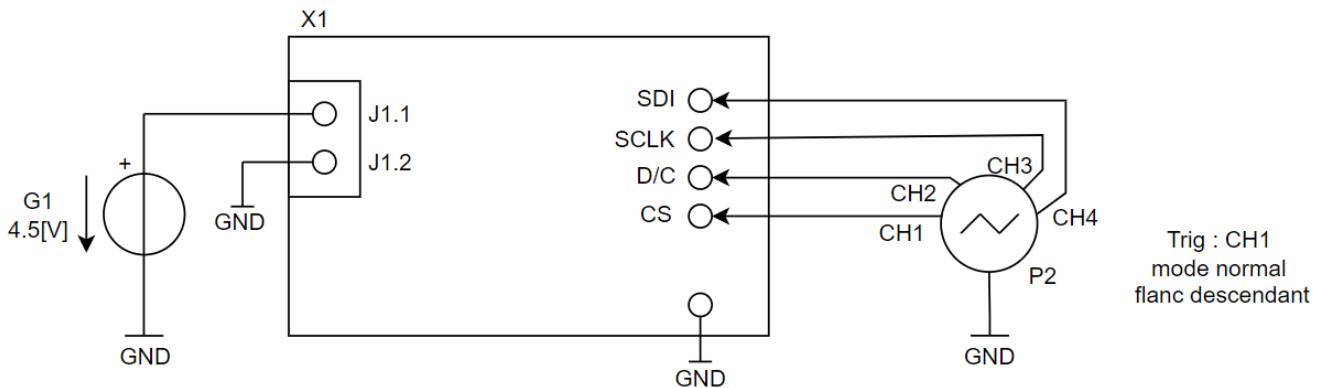 X1
J1.1
J1.2
+
G1
4.5[V]
GND
GND
SDI
SCLK
D/C
CS
GND
CH3
CH2
CH1
CH4
P2
GND
Trig : CH1
mode normal
flanc descendant